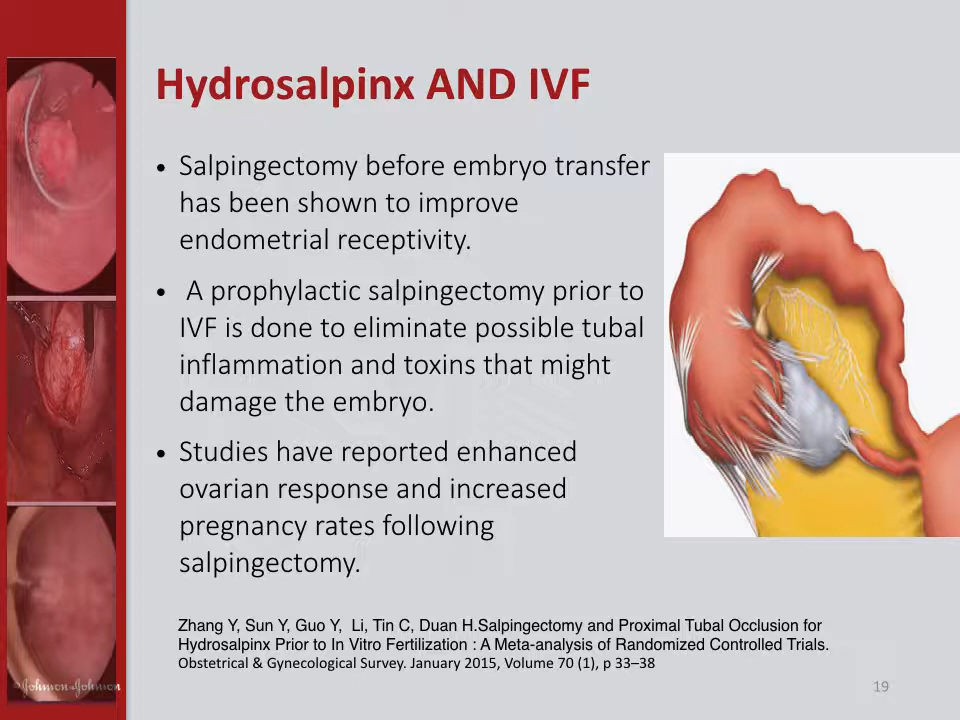 Hydrosalpinx AND IVF
• Salpingectomy before embryo transfer
has been shown to improve
endometrial receptivity.
• A prophylactic salpingectomy prior to
IVF is done to eliminate possible tubal
inflammation and toxins that might
damage the embryo.
• Studies have reported enhanced
ovarian response and increased
pregnancy rates following
salpingectomy.
Zhang Y, Sun Y, Guo Y, Li, Tin C, Duan H.Salpingectomy and Proximal Tubal Occlusion for
Hydrosalpinx Prior to In Vitro Fertilization : A Meta-analysis of Randomized Controlled Trials.
Obstetrical & Gynecological Survey. January 2015, Volume 70 (1), p 33–38
Johnson-Johnson
19